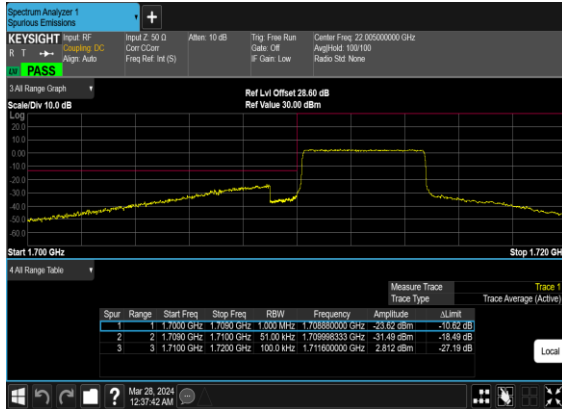 Spectrum Analyzer 1
Spurious Emissions
+
KEYSIGHT Input: RF Input Z: 50 Ω Atten: 10 dB Trig: Free Run Center Freq: 22.005000000 GHz
R T Coupling: DC Corr CCorr Gate: Off Avg|Hold: 100/100
Align: Auto Freq Ref: Int (S) IF Gain: Low Radio Std: None
PASS
3 All Range Graph
Ref Lvl Offset 28.60 dB
Scale/Div 10.0 dB Ref Value 30.00 dBm
Log
20.0
10.0
0.00
-10.0
-20.0
-30.0
-40.0
-50.0
-60.0
Start 1.700 GHz Stop 1.720 GHz
4 All Range Table
Measure Trace Trace 1
Trace Type Trace Average (Active)
Spur Range Start Freq Stop Freq RBW Frequency Amplitude ΔLimit
1 1 1.7000 GHz 1.7090 GHz 1.000 MHz 1.708880000 GHz -23.62 dBm -10.62 dB
2 2 1.7090 GHz 1.7100 GHz 51.00 kHz 1.709998333 GHz -31.49 dBm -18.49 dB
3 3 1.7100 GHz 1.7200 GHz 100.0 kHz 1.711600000 GHz 2.812 dBm -27.19 dB
Local
? Mar 28, 2024
12:37:42 AM